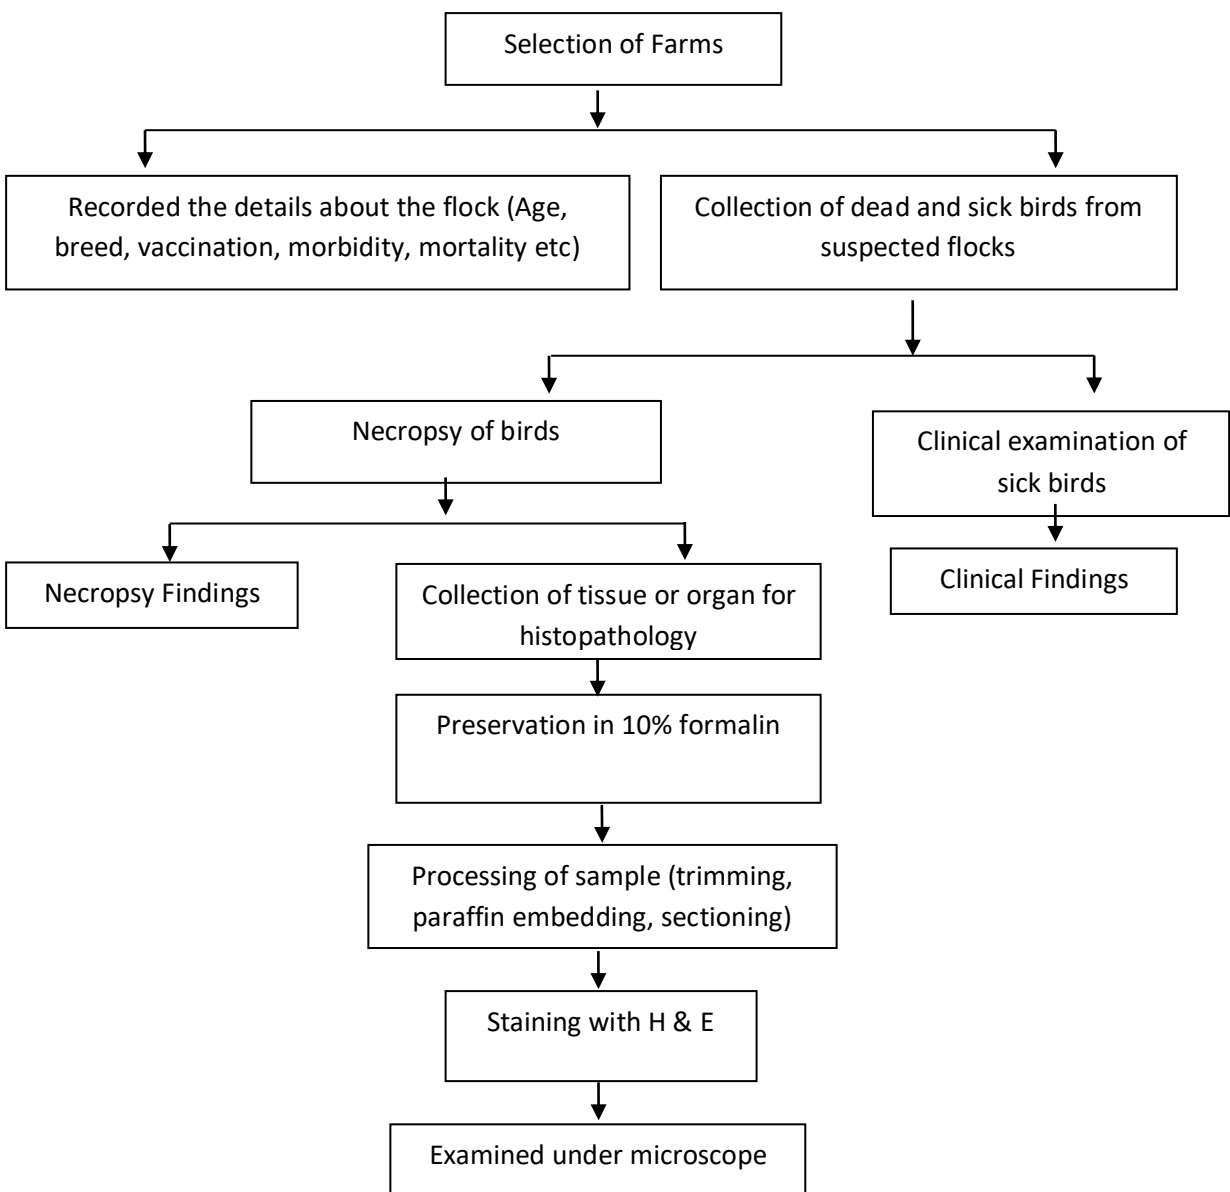 Selection of Farms
Recorded the details about the flock (Age,
breed, vaccination, morbidity, mortality etc)
Collection of dead and sick birds from
suspected flocks
Necropsy of birds
Clinical examination of
sick birds
Necropsy Findings
Collection of tissue or organ for
histopathology
Clinical Findings
Preservation in 10% formalin
Processing of sample (trimming,
paraffin embedding, sectioning)
Staining with H & E
Examined under microscope